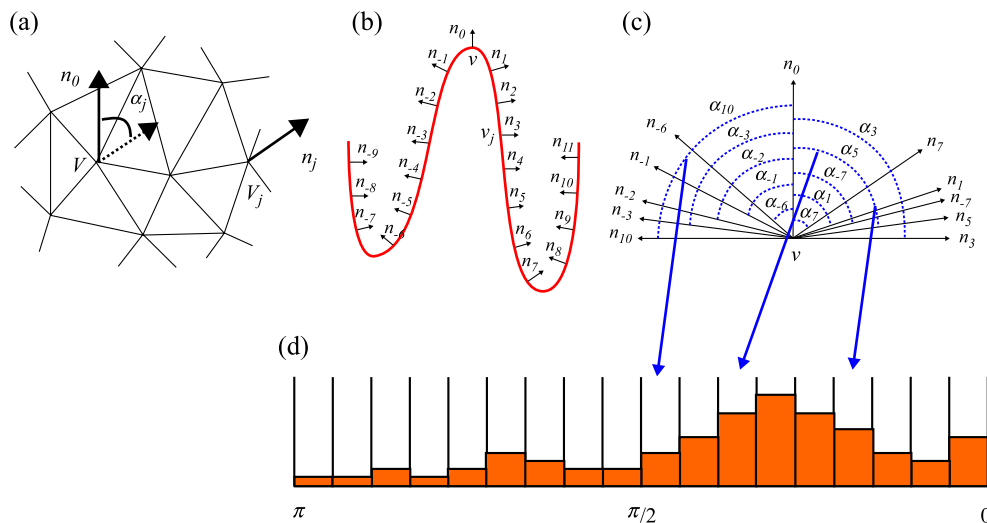 (a)
n0
αj
V
nj
Vj
(b)
n0
n-1
v
n1
n-2
n2
vj
n3
n-3
n-9
n4
n11
n-4
n-8
n5
n10
n-5
n-7
n6
n9
n-6
n7
n8
(c)
n0
α10
α3
n-6
α-3
α5
n7
n-1
α-2
α-7
α-1
α1
n1
n-2
α-6
α7
n-7
n-3
n5
n10
v
n3
(d)
π
π/2
0